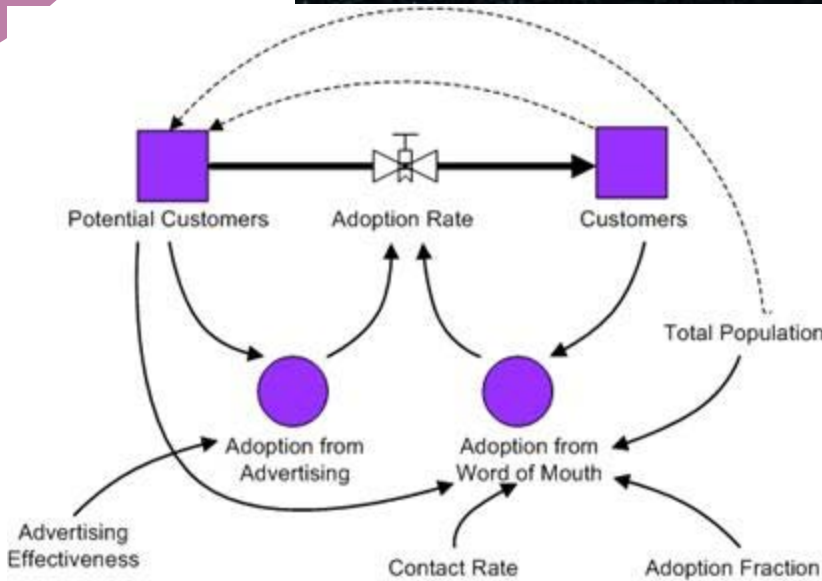 Potential Customers
Adoption Rate
Customers
Total Population
Adoption from
Advertising
Adoption from
Word of Mouth
Advertising
Effectiveness
Contact Rate
Adoption Fraction